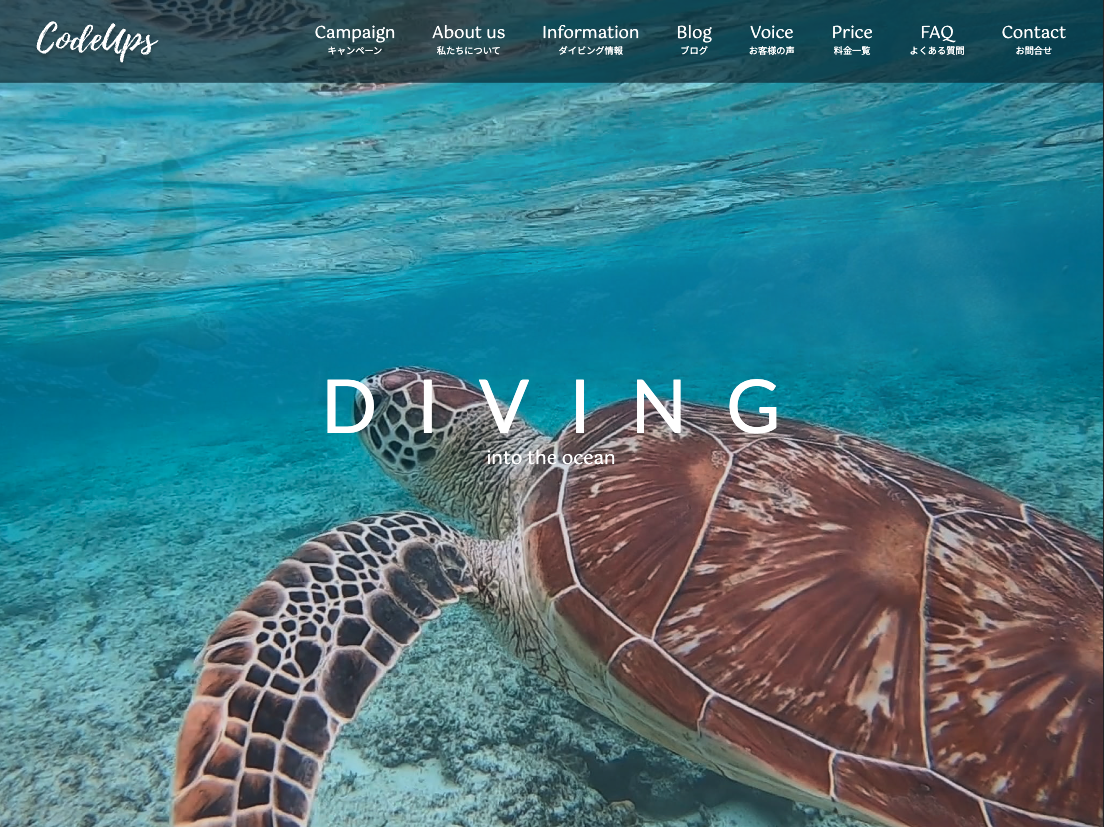 CodeUps
Campaign
キャンペーン
About us
私たちについて
Information
ダイビング情報
Blog
ブログ
Voice
お客様の声
Price
料金一覧
FAQ
よくある質問
Contact
お問合せ
DIVING
into the ocean